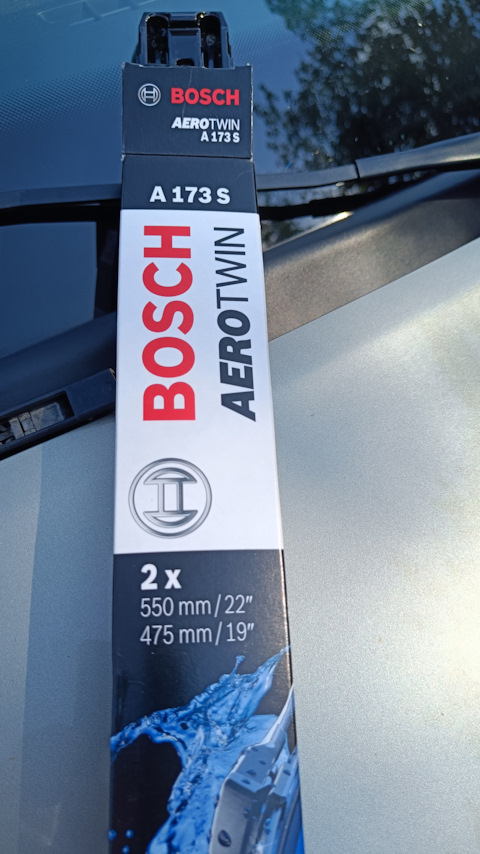 BOSCH
AEROTWIN
A 173 S
A 173 S
BOSCH
AEROTWIN
2 x
550 mm / 22"
475 mm / 19"